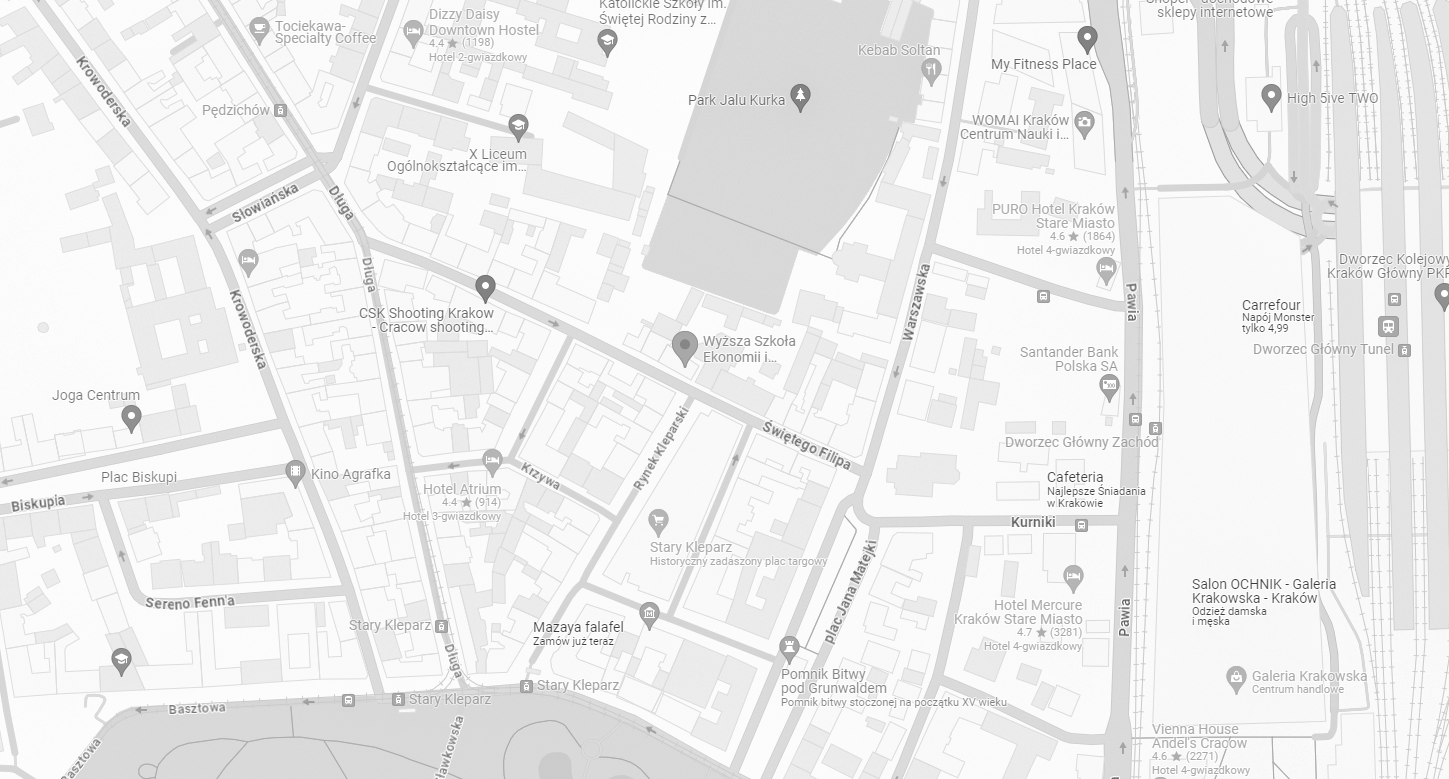 Katolickie Szkoły im.
Świętej Rodziny z...
Szopero - dochodowe
sklepy internetowe
Tociekawa-
Specialty Coffee
Dizzy Daisy
Downtown Hostel
4.4 ★ (1198)
Hotel 2-gwiazdkowy
Kebab Soltan
My Fitness Place
Krowoderska
Pędzichów
Park Jalu Kurka
High 5ive TWO
WOMAI Kraków
Centrum Nauki i...
X Liceum
Ogólnokształcące im...
Słowiańska
Długa
PURO Hotel Kraków
Stare Miasto
4.6 ★ (1864)
Hotel 4-gwiazdkowy
Długa
Dworzec Kolejowy
Kraków Główny PKP
Krowoderska
Warszawska
Pawia
CSK Shooting Krakow
- Cracow shooting...
Carrefour
Napój Monster
tylko 4,99
Wyższa Szkoła
Ekonomii i...
Dworzec Główny Tunel
Santander Bank
Polska SA
Joga Centrum
Rynek Kleparski
Świętego Filipa
Dworzec Główny Zachód
Plac Biskupi
Kino Agrafka
Krzywa
Cafeteria
Najlepsze Śniadania
w Krakowie
Biskupia
Hotel Atrium
4.4 ★ (914)
Hotel 3-gwiazdkowy
Kurniki
Stary Kleparz
Historyczny zadaszony plac targowy
plac Jana Matejki
Salon OCHNIK - Galeria
Krakowska - Kraków
Odzież damska
i męska
Sereno Fenn'a
Hotel Mercure
Kraków Stare Miasto
4.7 ★ (3281)
Hotel 4-gwiazdkowy
Pawia
Stary Kleparz
Mazaya falafel
Zamów już teraz
Długa
Pomnik Bitwy
pod Grunwaldem
Pomnik bitwy stoczonej na początku XV wieku
Galeria Krakowska
Centrum handlowe
Stary Kleparz
Stary Kleparz
Basztowa
Vienna House
Andel's Cracow
4.6 ★ (2271)
Hotel 4-gwiazdkowy
Basztowa